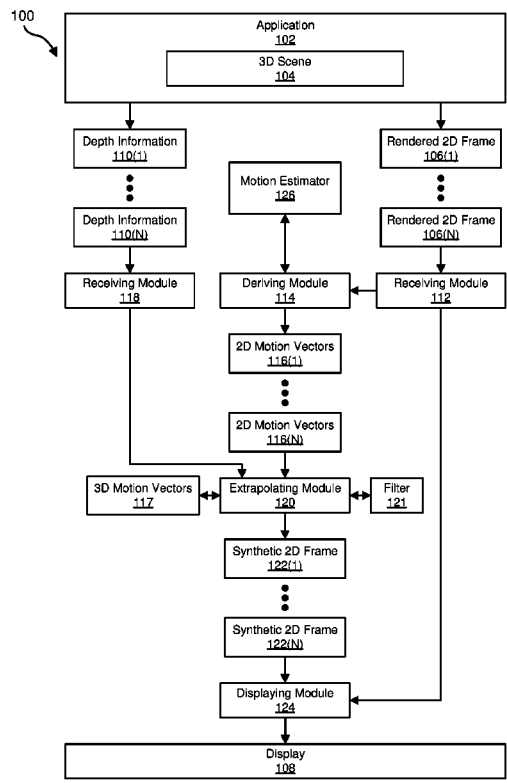 100
Application
102
3D Scene
104
Depth Information
110(1)
Rendered 2D Frame
106(1)
Motion Estimator
126
Depth Information
110(N)
Rendered 2D Frame
106(N)
Receiving Module
118
Deriving Module
114
Receiving Module
112
2D Motion Vectors
116(1)
2D Motion Vectors
116(N)
3D Motion Vectors
117
Extrapolating Module
120
Filter
121
Synthetic 2D Frame
122(1)
Synthetic 2D Frame
122(N)
Displaying Module
124
Display
108